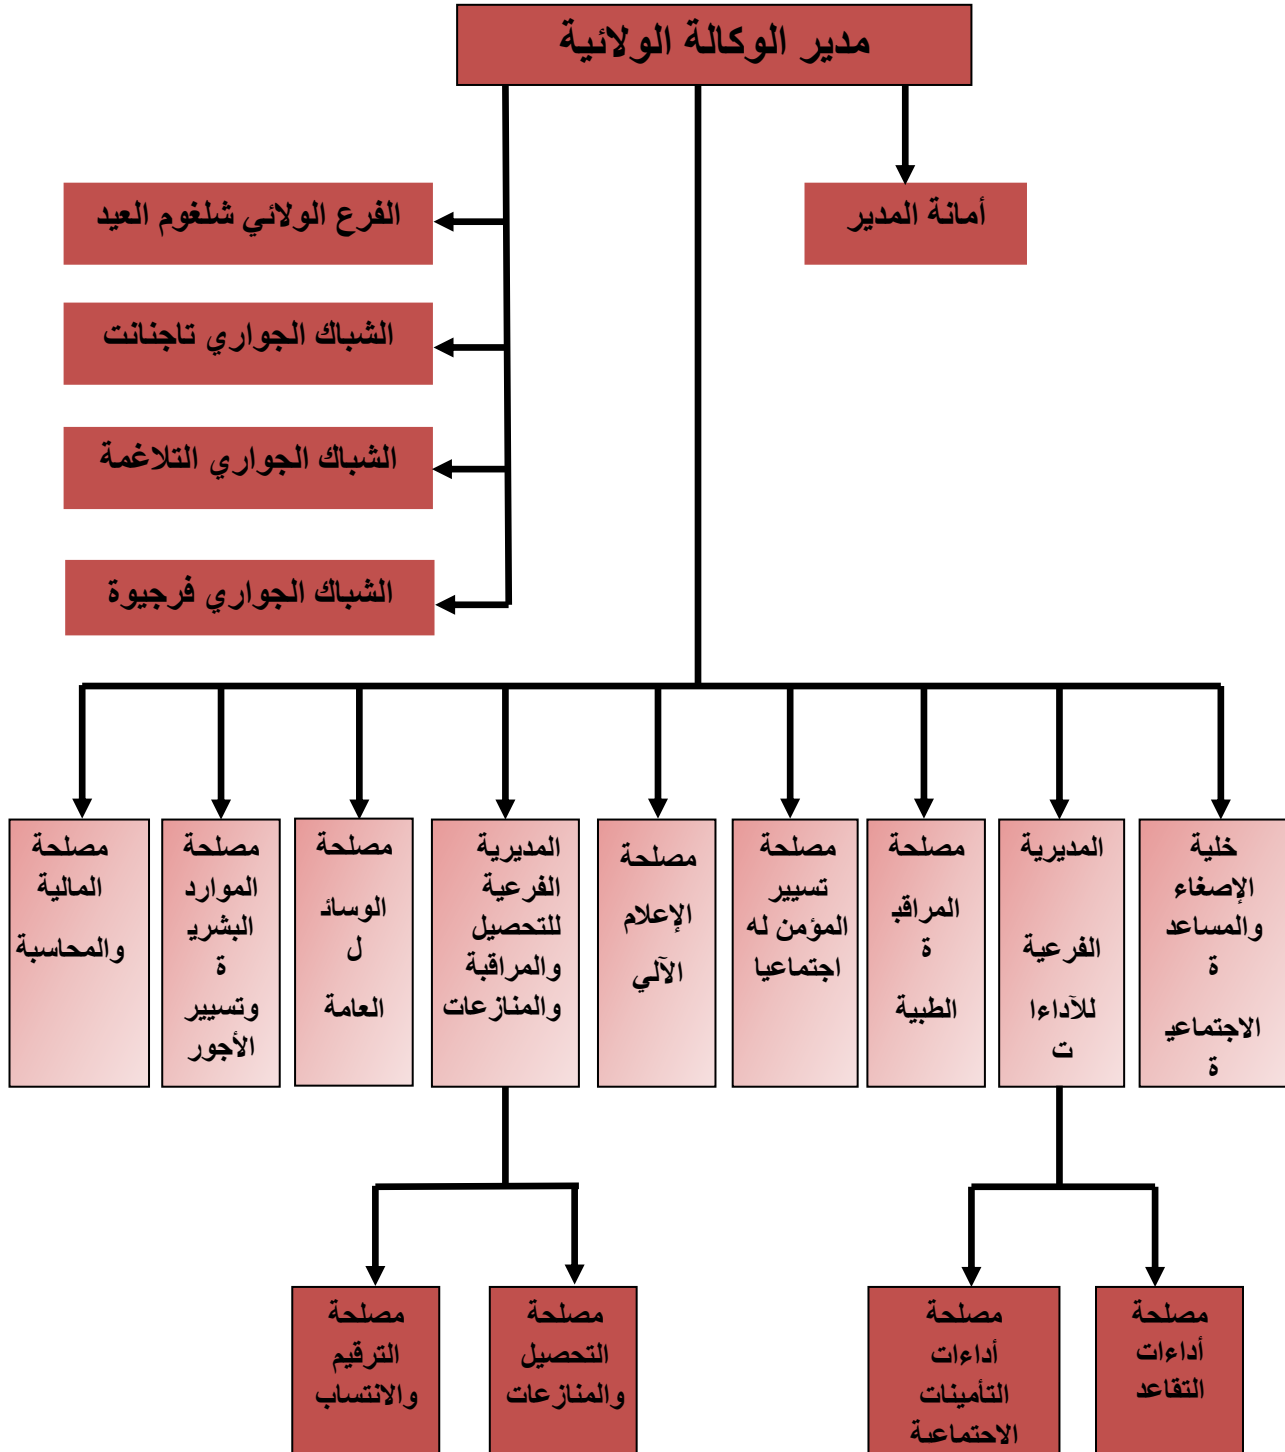 مدير الوكالة الولائية
أمانة المدير
الفرع الولائي شلغوم العيد
الشباك الجواري تاجنانت
الشباك الجواري التلاغمة
الشباك الجواري فرجيوة
خلية
الإصغاء
والمساعد
ة
الاجتماعي
ة
المديرية
الفرعية
للآداءا
ت
مصلحة
المراقب
ة
الطبية
مصلحة
تسيير
المؤمن له
اجتماعيا
مصلحة
الإعلام
الآلي
المديرية
الفرعية
للتحصيل
والمراقبة
والمنازعات
مصلحة
الوسائ
ل
العامة
مصلحة
الموارد
البشري
ة
وتسيير
الأجور
مصلحة
المالية
والمحاسبة
مصلحة
أداءات
التقاعد
مصلحة
أداءات
التأمينات
الاجتماعية
مصلحة
التحصيل
والمنازعات
مصلحة
الترقيم
والانتساب